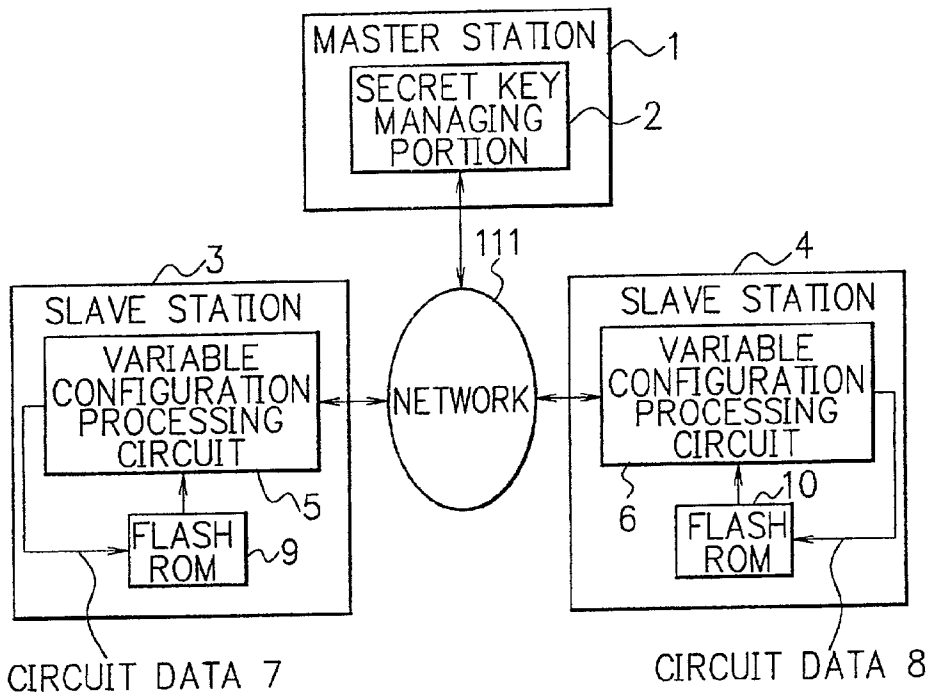 MASTER STATION
1
SECRET KEY
MANAGING
PORTION
2
111
3
SLAVE STATION
VARIABLE
CONFIGURATION
PROCESSING
CIRCUIT
5
FLASH
ROM
9
CIRCUIT DATA 7
NETWORK
4
SLAVE STATION
VARIABLE
CONFIGURATION
PROCESSING
CIRCUIT
6
10
FLASH
ROM
CIRCUIT DATA 8